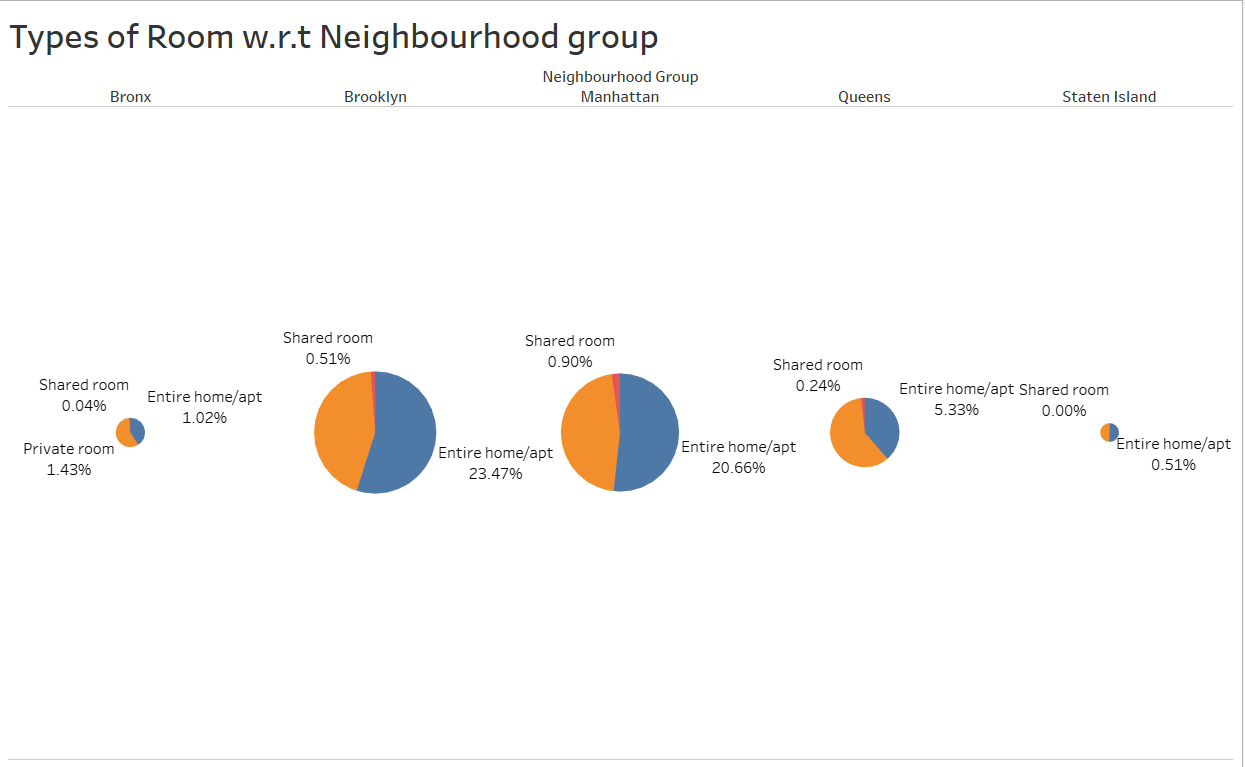 Types of Room w.r.t Neighbourhood group
Neighbourhood Group
Bronx
Brooklyn
Manhattan
Queens
Staten Island
Shared room
0.04%
Entire home/apt
1.02%
Private room
1.43%
Shared room
0.51%
Entire home/apt
23.47%
Shared room
0.90%
Entire home/apt
20.66%
Shared room
0.24%
Entire home/apt
5.33%
Shared room
0.00%
Entire home/apt
0.51%